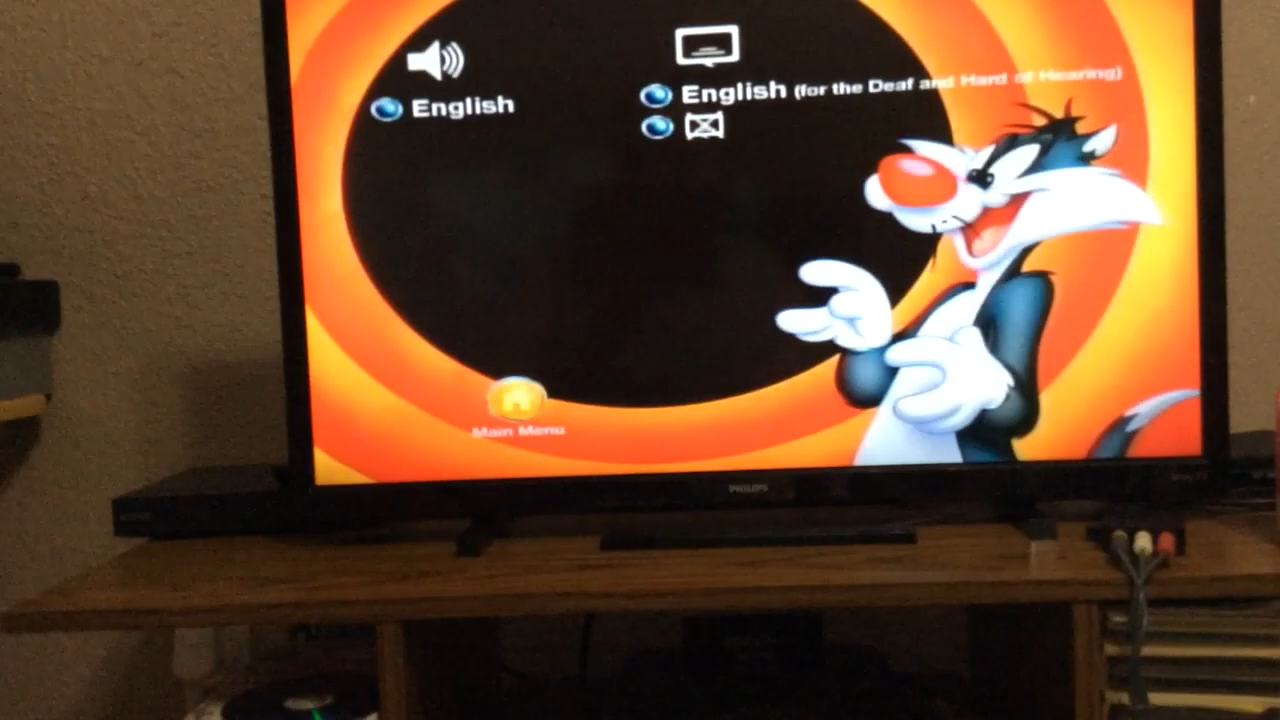 English
English (for the Deaf and Hard of Hearing)
Main Menu
PHILIPS